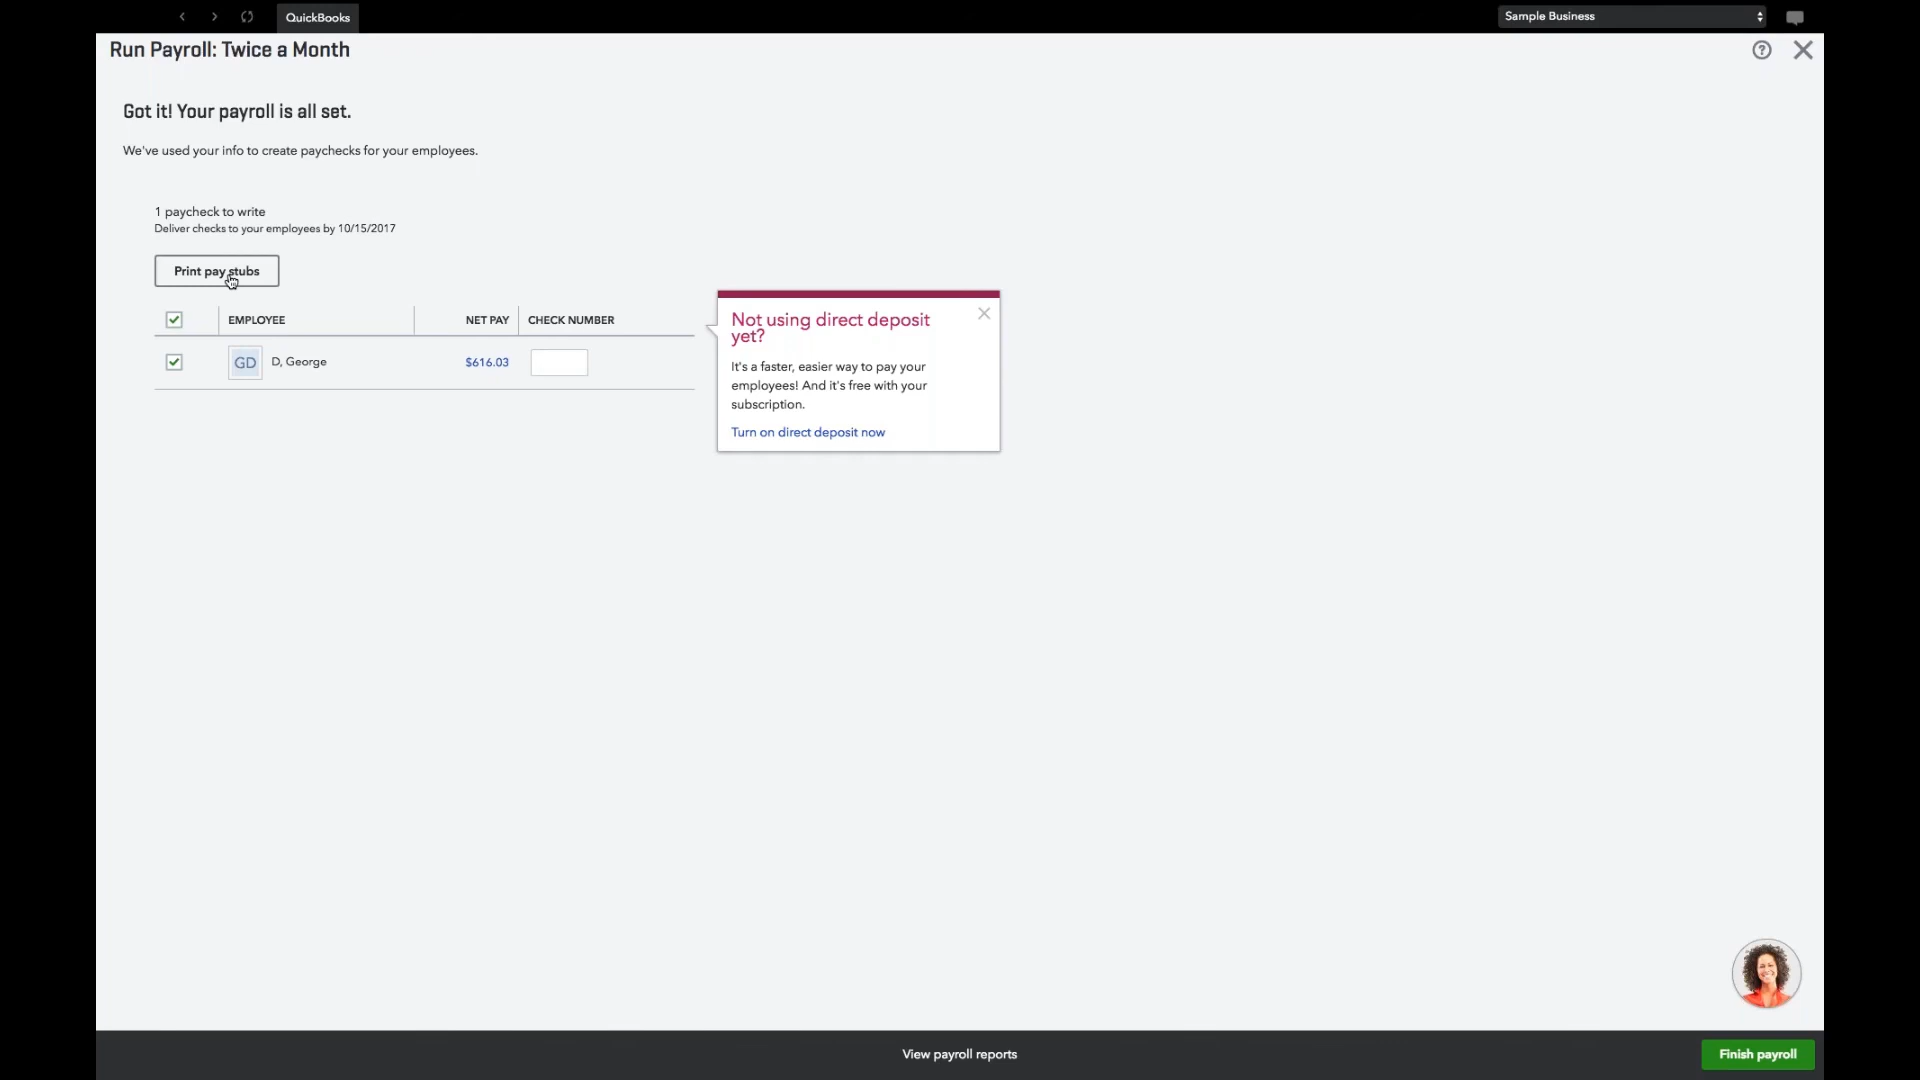 QuickBooks
Sample Business
Run Payroll: Twice a Month
Got it! Your payroll is all set.
We've used your info to create paychecks for your employees.
1 paycheck to write
Deliver checks to your employees by 10/15/2017
Print pay stubs
EMPLOYEE NET PAY CHECK NUMBER
GD D, George $616.03
Not using direct deposit
yet?
It's a faster, easier way to pay your
employees! And it's free with your
subscription.
Turn on direct deposit now
View payroll reports
Finish payroll